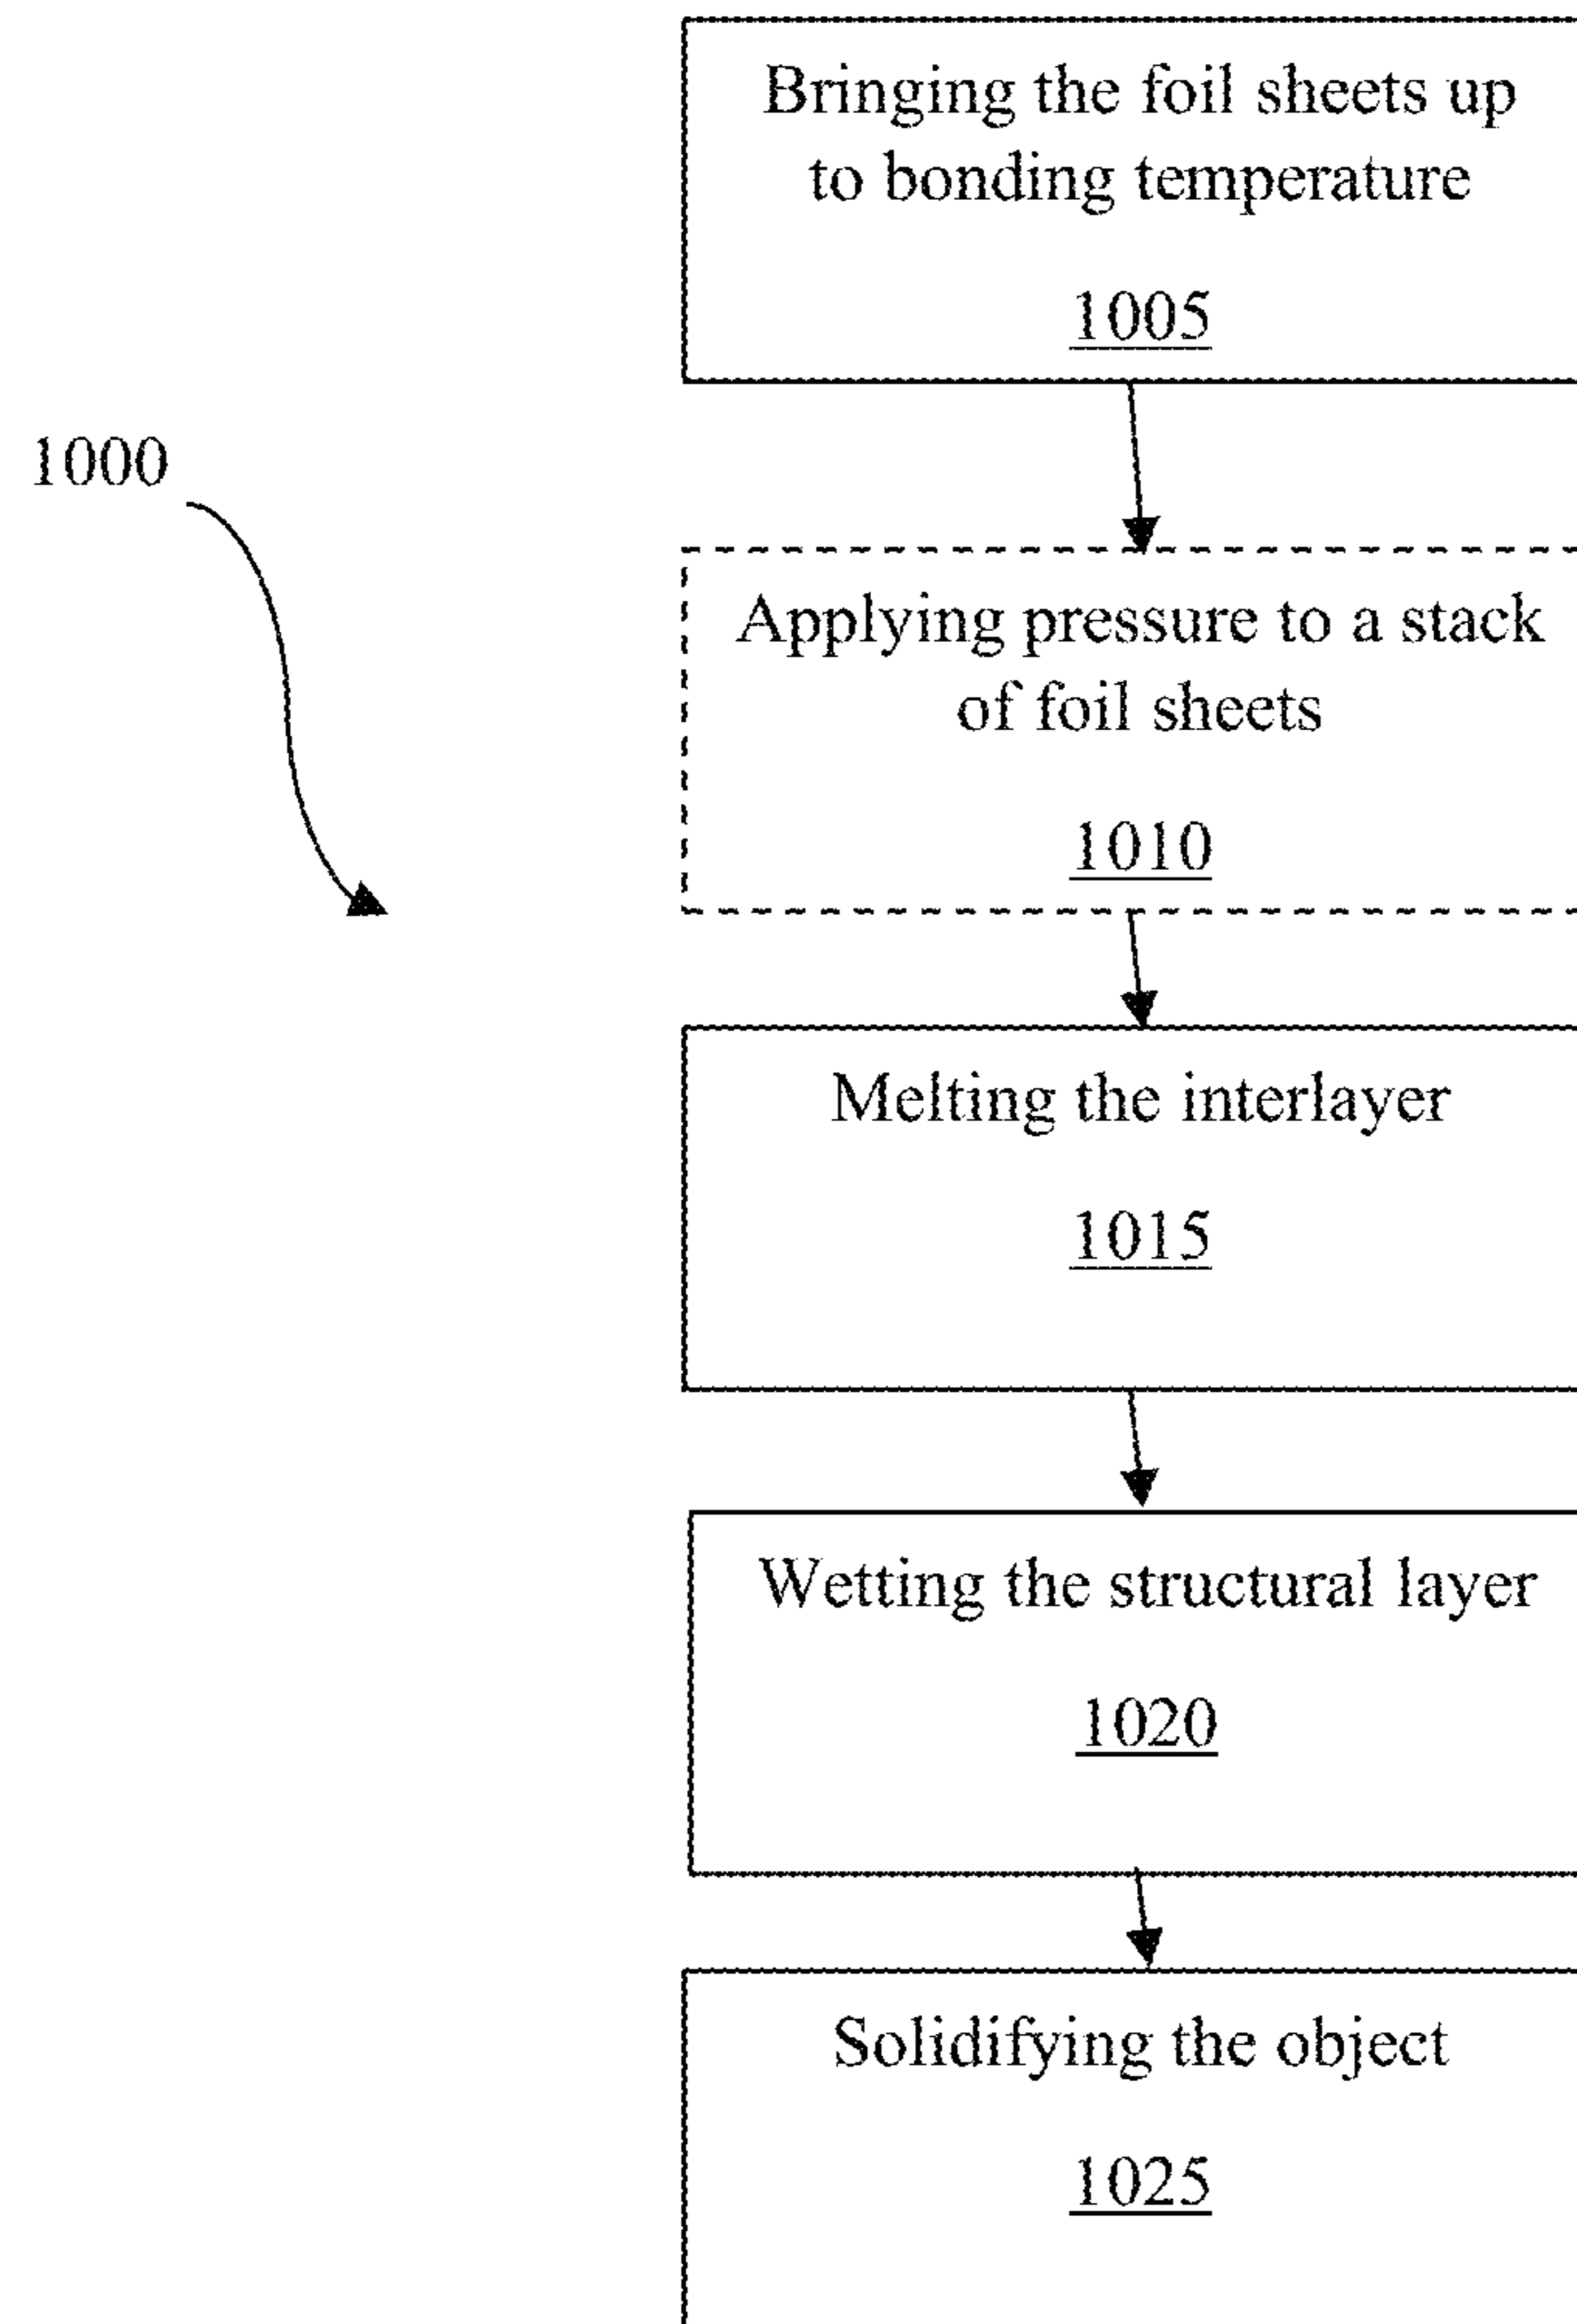 Bringing the foil sheets up
to bonding temperature
1005
1000
Applying pressure to a stack
of foil sheets
1010
Melting the interlayer
1015
Wetting the structural layer
1020
Solidifying the object
1025